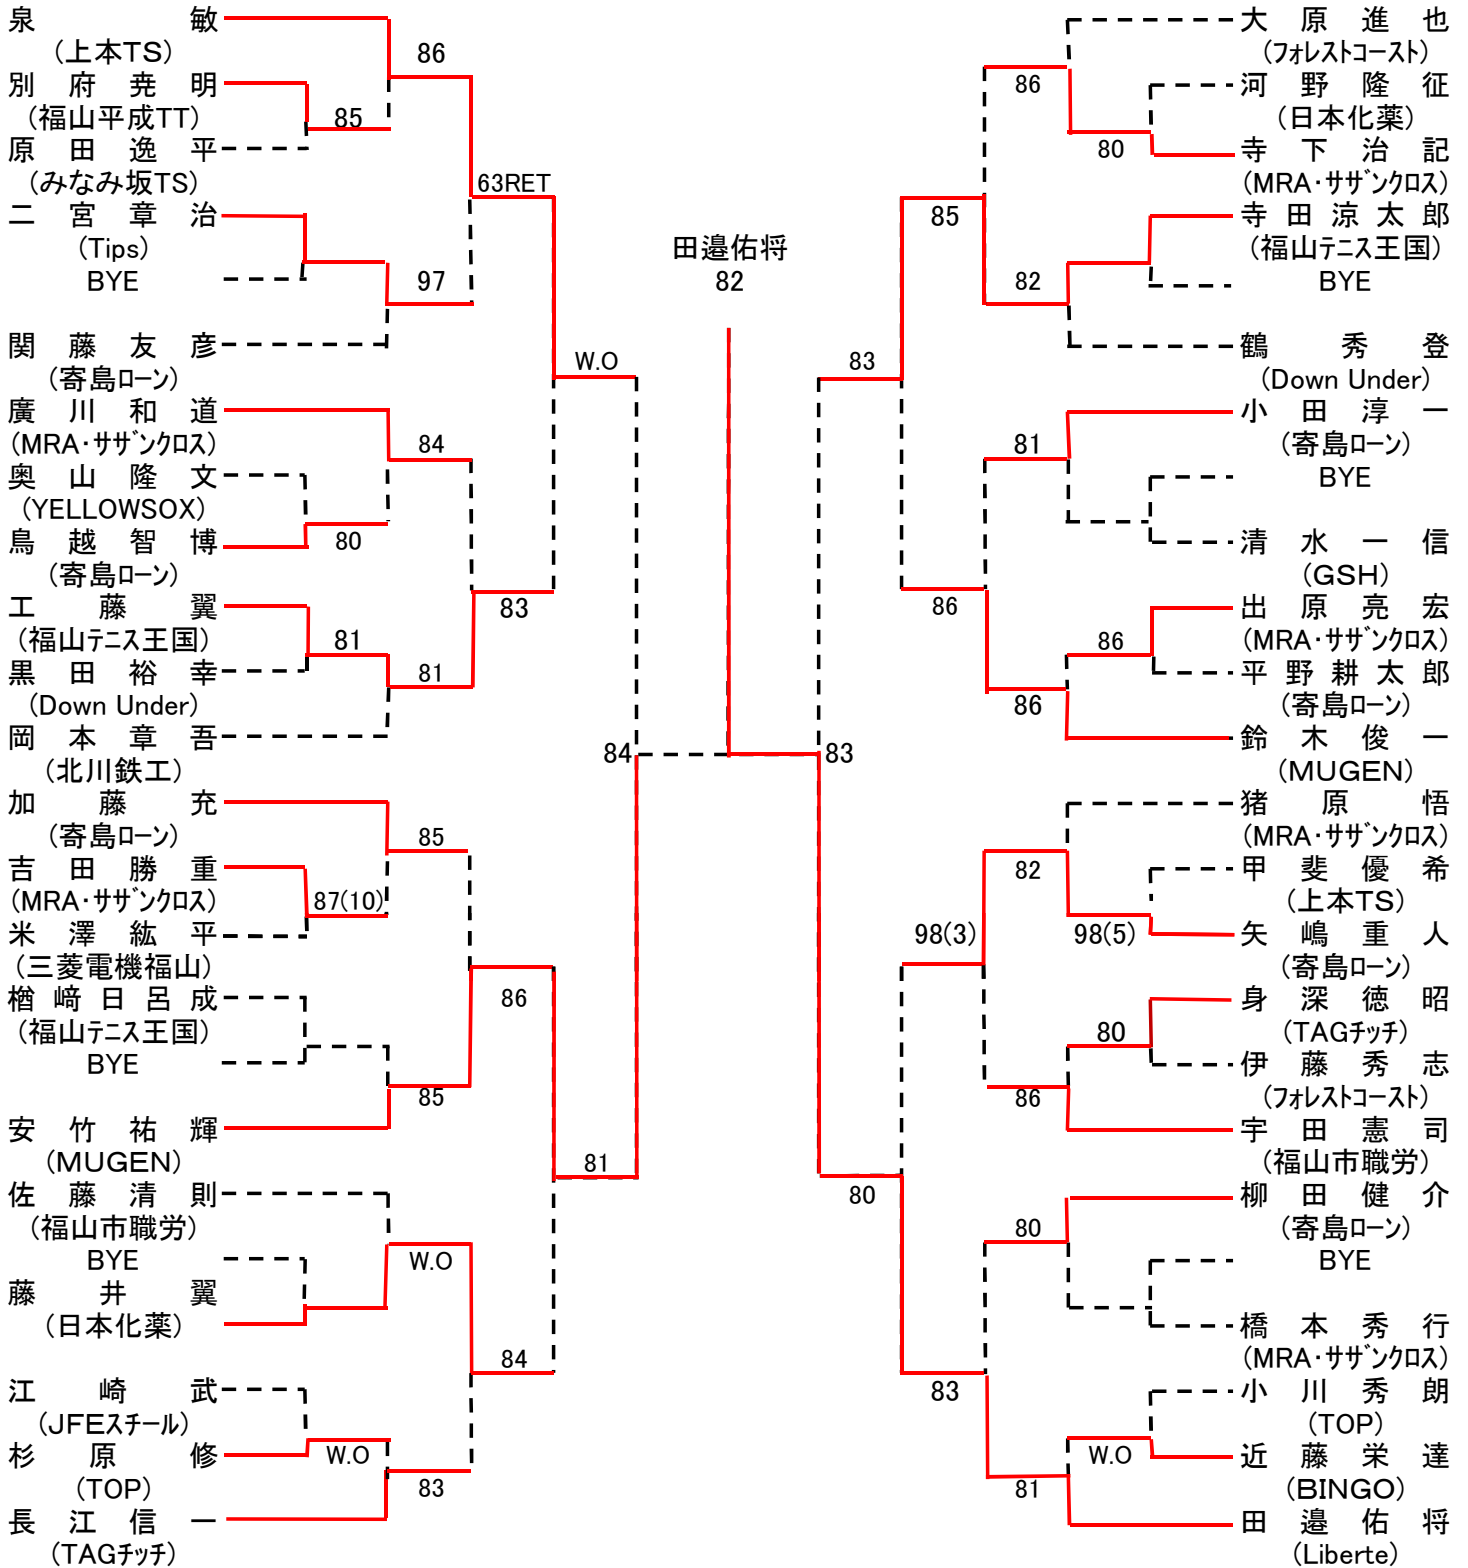 泉敏
(上本TS)
86
別府尭明
(福山平成TT)
85
原田逸平
(みなみ坂TS)
63RET
二宮章治
(Tips)
BYE
97
関藤友彦
(寄島ローン)
W.O
廣川和道
(MRA・サザンクロス)
84
奥山隆文
(YELLOWSOX)
鳥越智博
80
(寄島ローン)
工藤翼
83
(福山テニス王国)
81
黒田裕幸
81
(Down Under)
岡本章吾
(北川鉄工)
84
加藤充
(寄島ローン)
85
吉田勝重
(MRA・サザンクロス)
87(10)
米澤紘平
(三菱電機福山)
楢﨑日呂成
86
(福山テニス王国)
BYE
85
安竹祐輝
(MUGEN)
81
佐藤清則
(福山市職労)
BYE
W.O
藤井翼
(日本化薬)
84
江崎武
(JFEスチール)
杉原修
W.O
(TOP)
83
長江信一
(TAGチッチ)
田邉佑将
82
大原進也
(フォレストコースト)
86
河野隆征
(日本化薬)
80
寺下治記
(MRA・サザンクロス)
85
寺田涼太郎
(福山テニス王国)
82
BYE
鶴秀登
83
(Down Under)
小田淳一
81
(寄島ローン)
BYE
清水一信
(GSH)
86
出原亮宏
(MRA・サザンクロス)
86
平野耕太郎
86
(寄島ローン)
鈴木俊一
83
(MUGEN)
猪原悟
(MRA・サザンクロス)
82
甲斐優希
(上本TS)
98(3)
98(5)
矢嶋重人
(寄島ローン)
身深徳昭
80
(TAGチッチ)
伊藤秀志
86
(フォレストコースト)
宇田憲司
(福山市職労)
80
柳田健介
80
(寄島ローン)
BYE
橋本秀行
(MRA・サザンクロス)
83
小川秀朗
(TOP)
W.O
近藤栄達
81
(BINGO)
田邉佑将
(Liberte)